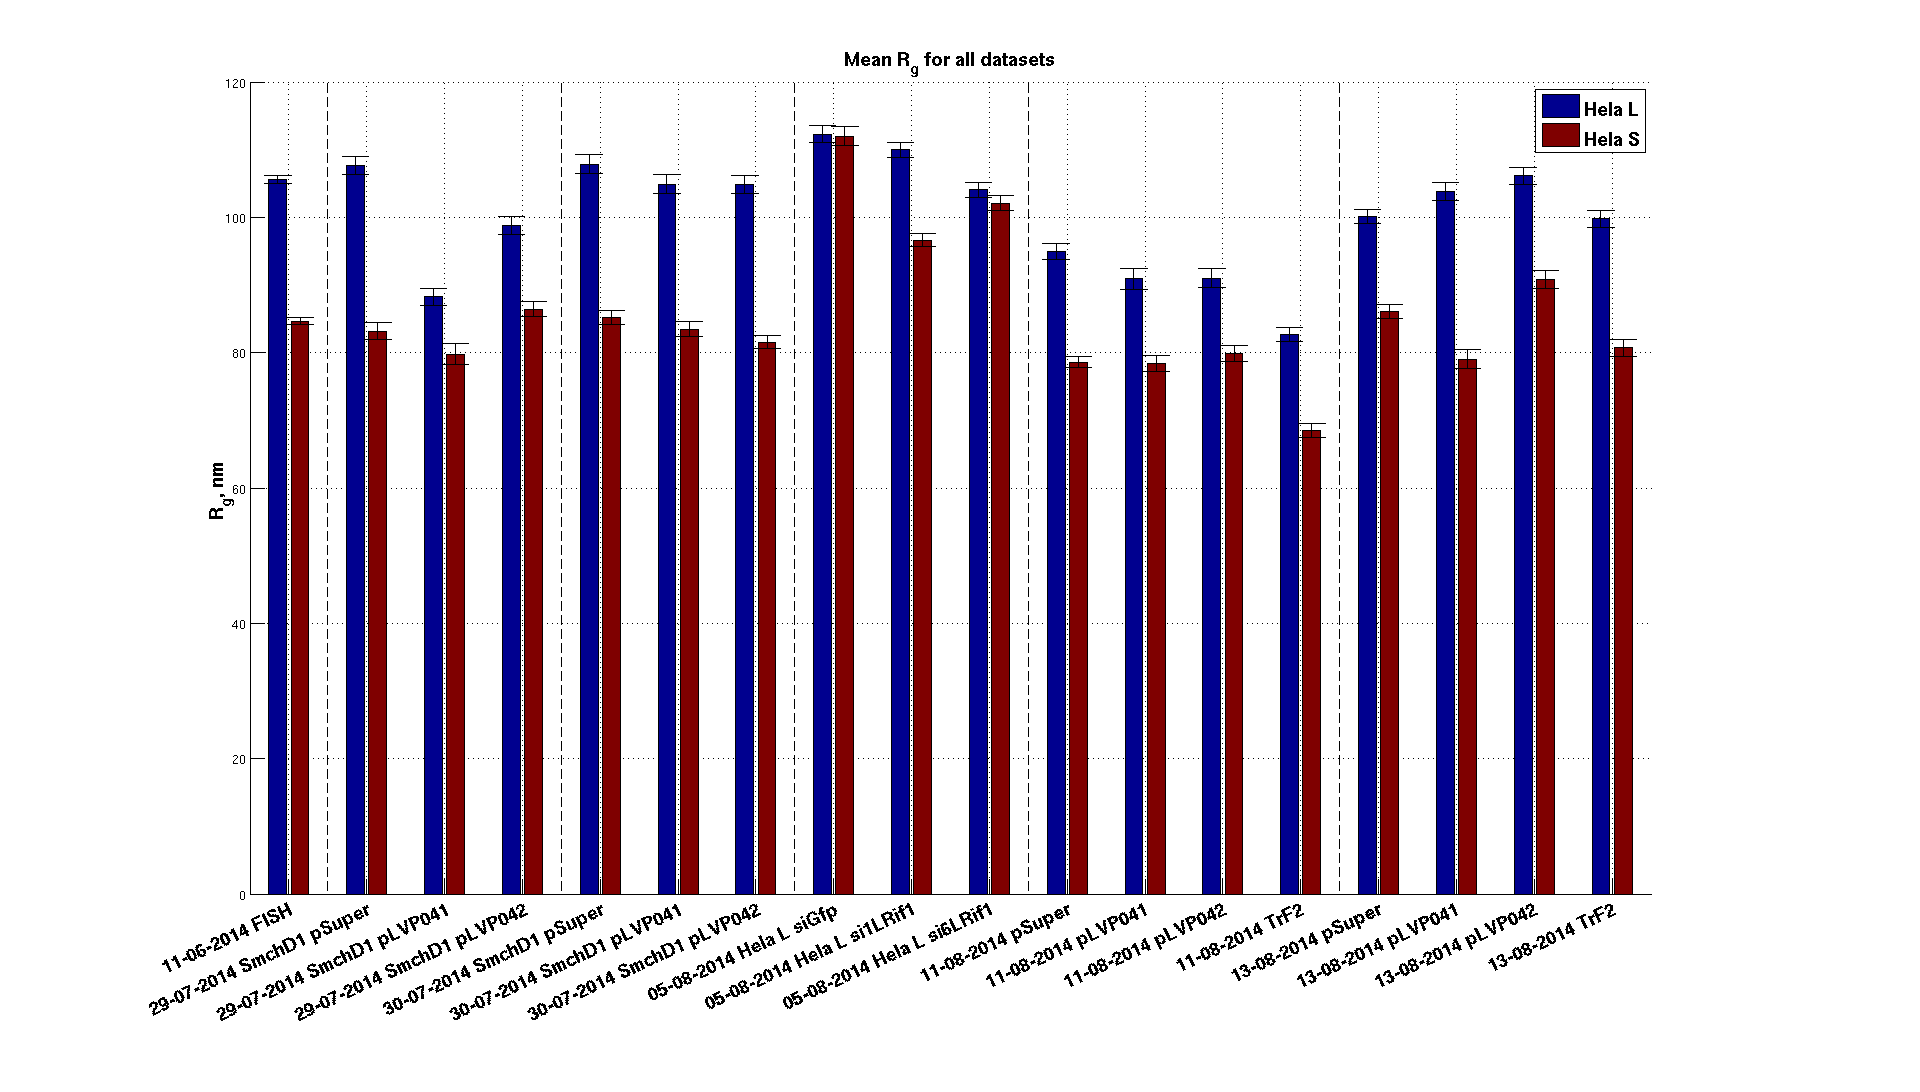 Mean Rg for all datasets
Hela L
Hela S
Rg, nm
120
100
80
60
40
20
0
11-06-2014 FISH
29-07-2014 SmchD1 pSuper
29-07-2014 SmchD1 pLVP041
29-07-2014 SmchD1 pLVP042
30-07-2014 SmchD1 pSuper
30-07-2014 SmchD1 pLVP041
30-07-2014 SmchD1 pLVP042
05-08-2014 Hela L siGfp
05-08-2014 Hela L si1LRif1
05-08-2014 Hela L si6LRif1
11-08-2014 pSuper
11-08-2014 pLVP041
11-08-2014 pLVP042
11-08-2014 TrF2
13-08-2014 pSuper
13-08-2014 pLVP041
13-08-2014 pLVP042
13-08-2014 TrF2